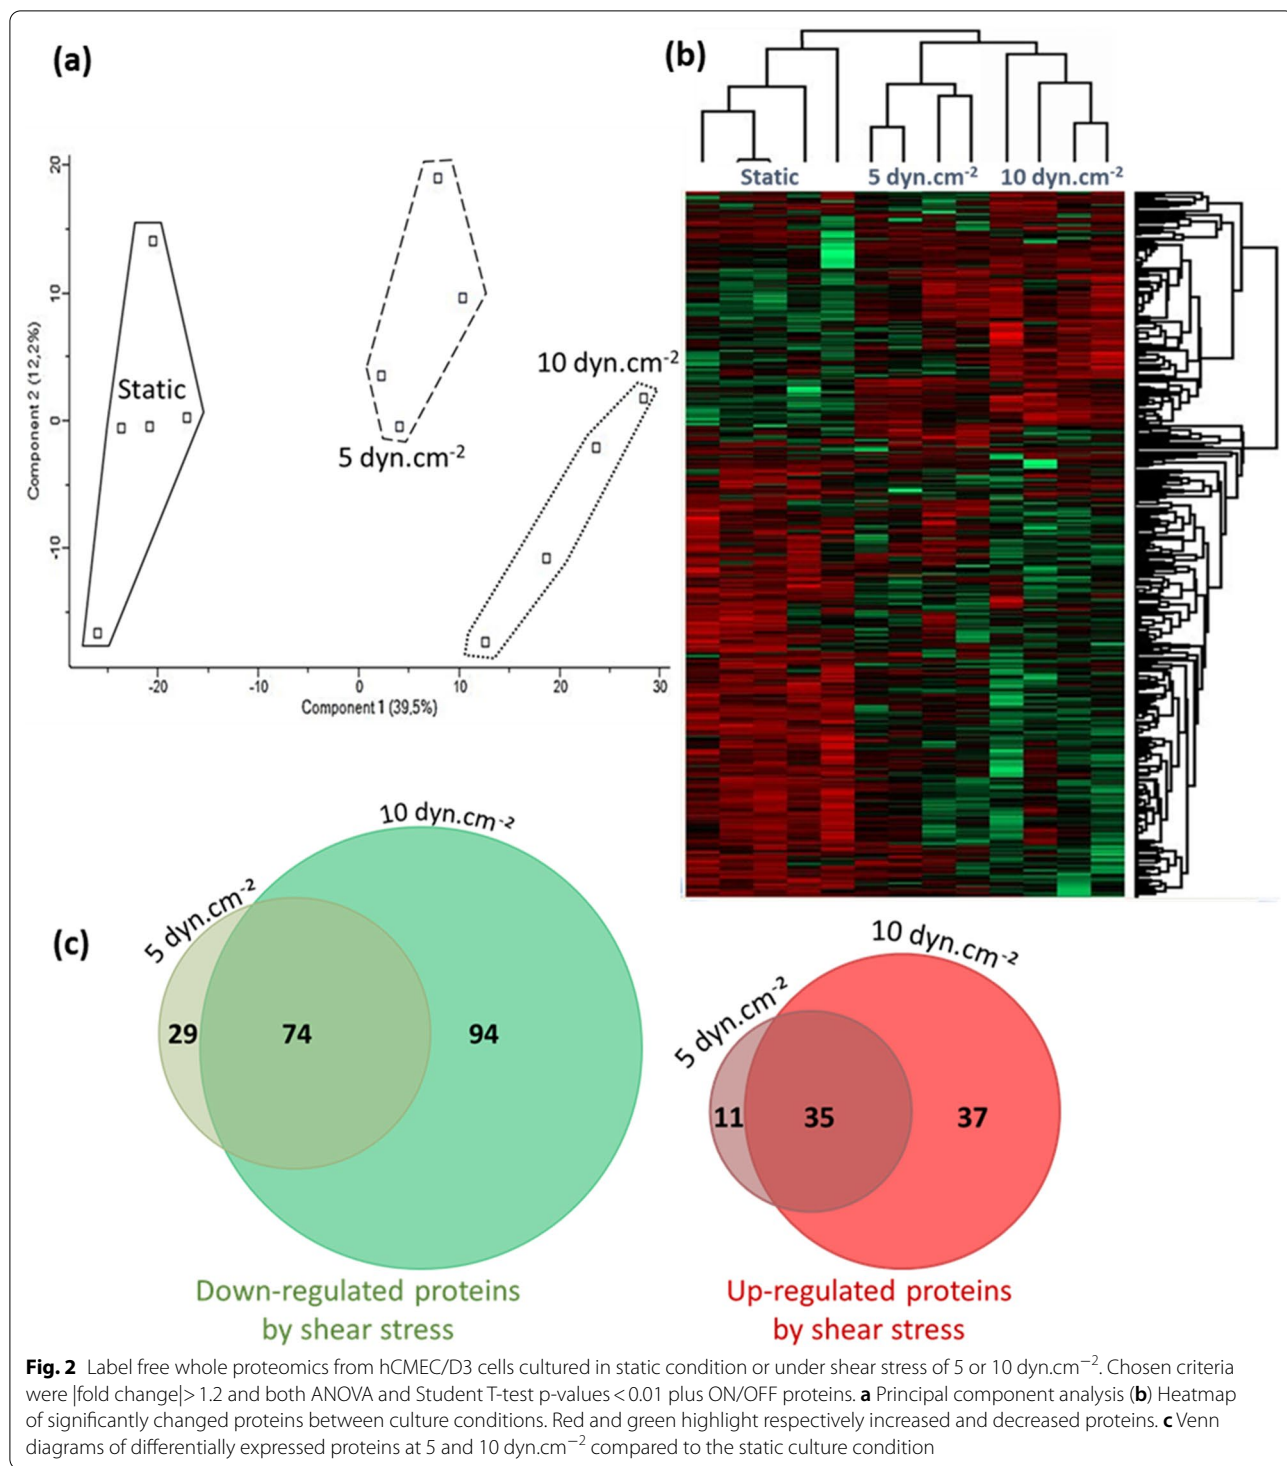 (a)
20
10
0
-10
Component 2 (12,2%)
Static
5 dyn.cm⁻²
10 dyn.cm⁻²
-20 -10 0 10 20 30
Component 1 (39,5%)
(b)
Static 5 dyn.cm⁻² 10 dyn.cm⁻²
(c)
10 dyn.cm⁻²
5 dyn.cm⁻²
29 74 94
Down-regulated proteins
by shear stress
10 dyn.cm⁻²
5 dyn.cm⁻²
11 35 37
Up-regulated proteins
by shear stress
Fig. 2 Label free whole proteomics from hCMEC/D3 cells cultured in static condition or under shear stress of 5 or 10 dyn.cm⁻². Chosen criteria
were |fold change|> 1.2 and both ANOVA and Student T-test p-values < 0.01 plus ON/OFF proteins. a Principal component analysis (b) Heatmap
of significantly changed proteins between culture conditions. Red and green highlight respectively increased and decreased proteins. c Venn
diagrams of differentially expressed proteins at 5 and 10 dyn.cm⁻² compared to the static culture condition